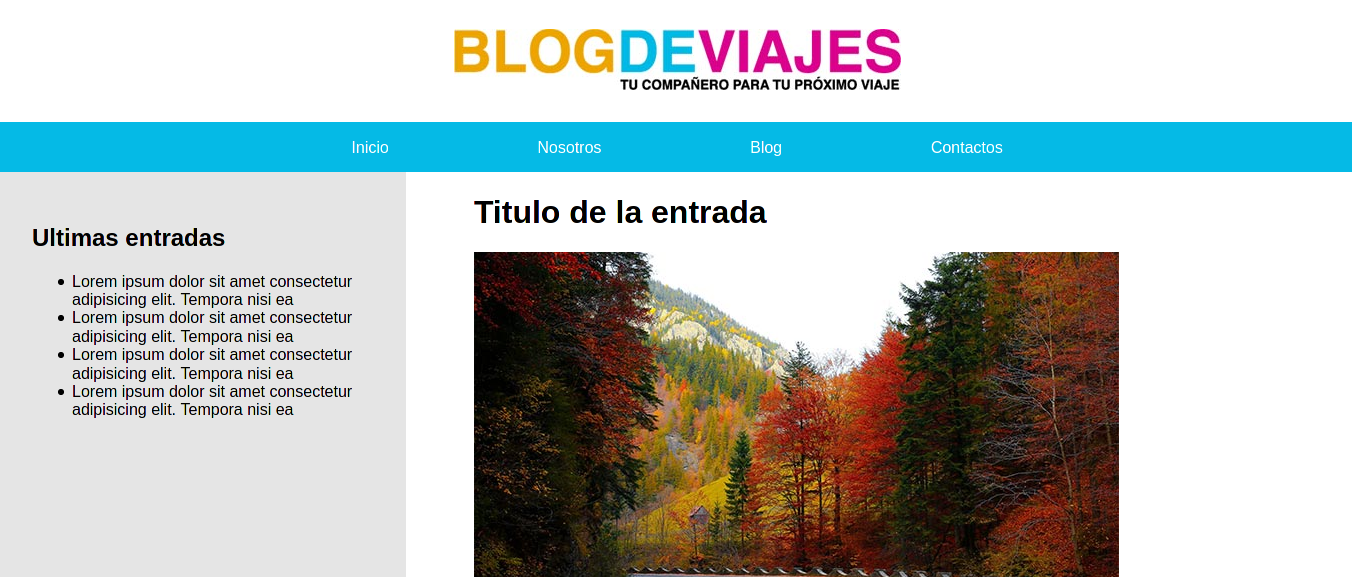 BLOGDEVIAJES
TU COMPAÑERO PARA TU PRÓXIMO VIAJE
Inicio Nosotros Blog Contactos
Ultimas entradas
Lorem ipsum dolor sit amet consectetur
adipisicing elit. Tempora nisi ea
Lorem ipsum dolor sit amet consectetur
adipisicing elit. Tempora nisi ea
Lorem ipsum dolor sit amet consectetur
adipisicing elit. Tempora nisi ea
Lorem ipsum dolor sit amet consectetur
adipisicing elit. Tempora nisi ea
Titulo de la entrada